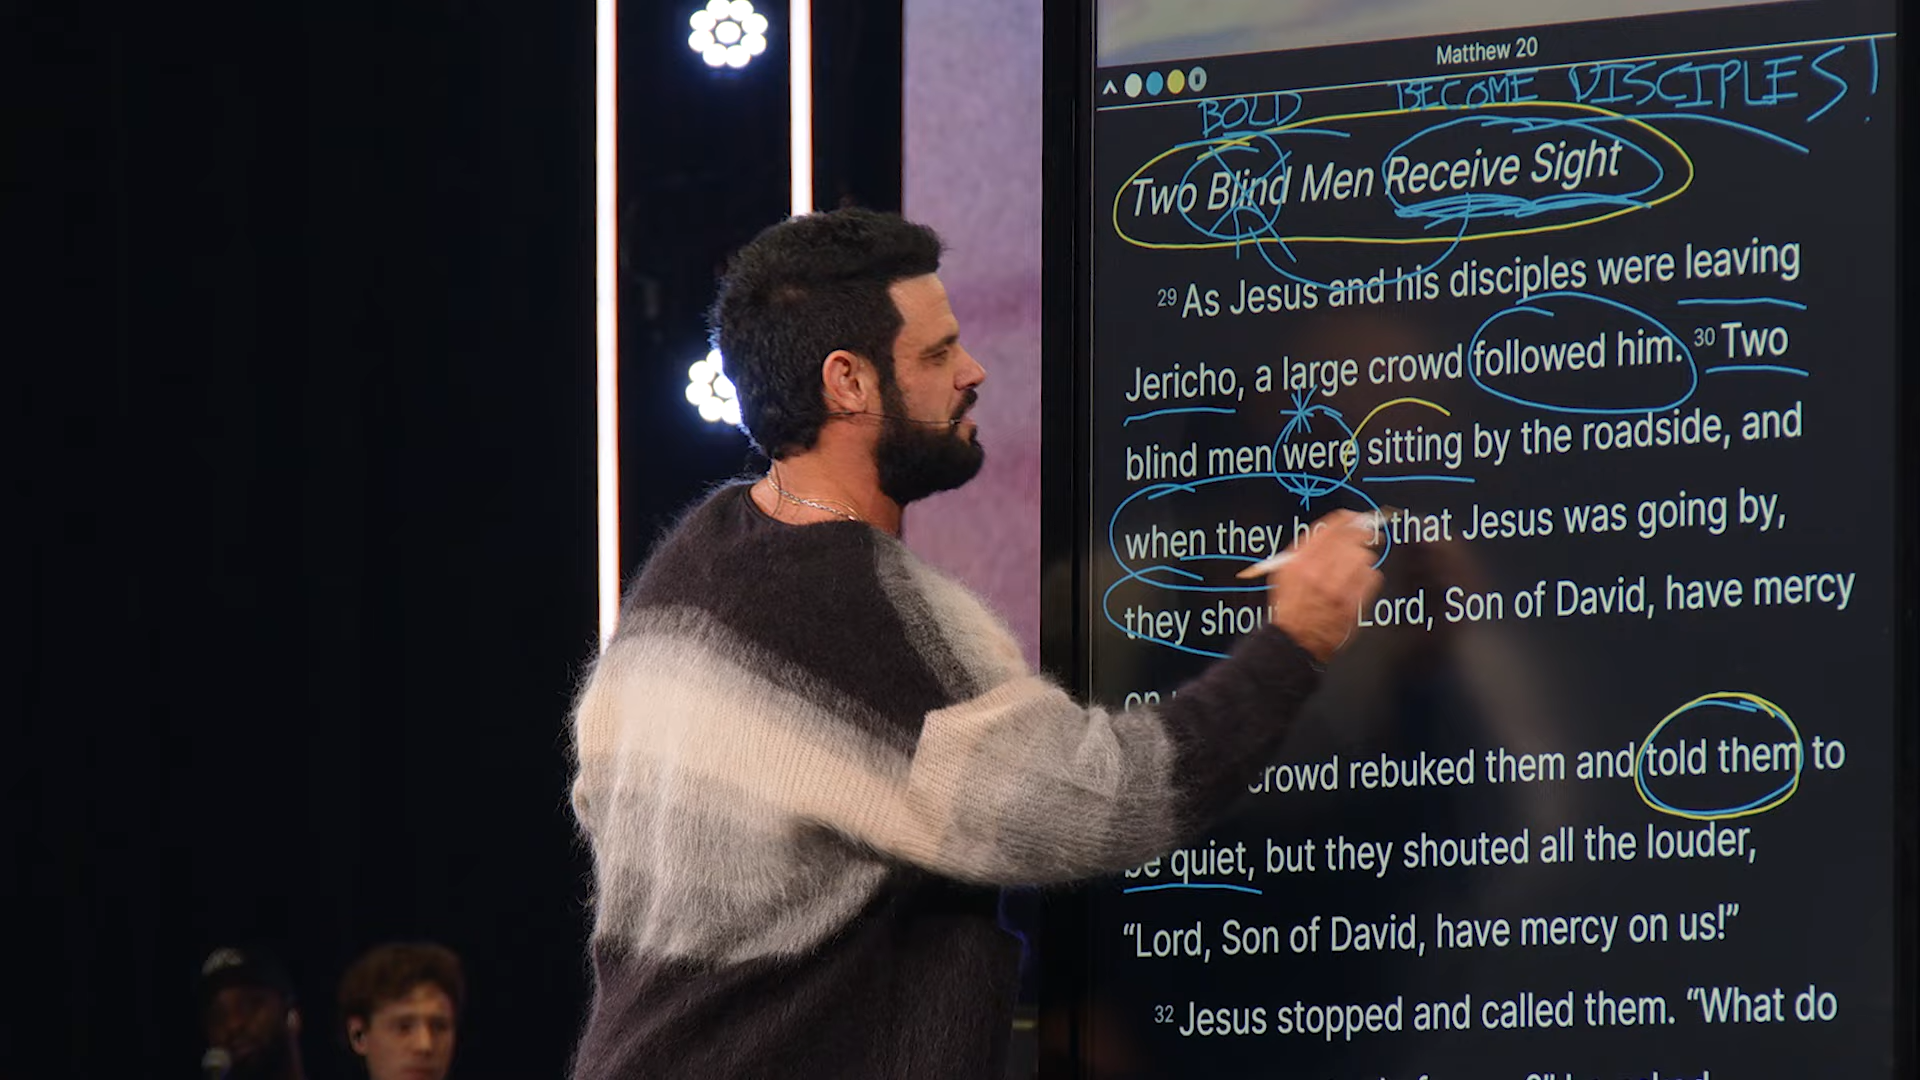 Matthew 20
BOLD BECOME DISCIPLES!
Two Blind Men Receive Sight
29 As Jesus and his disciples were leaving
Jericho, a large crowd followed him. 30 Two
blind men were sitting by the roadside, and
when they that Jesus was going by,
they Lord, Son of David, have mercy
on
crowd rebuked them and told them to
be quiet, but they shouted all the louder,
“Lord, Son of David, have mercy on us!”
32 Jesus stopped and called them. “What do